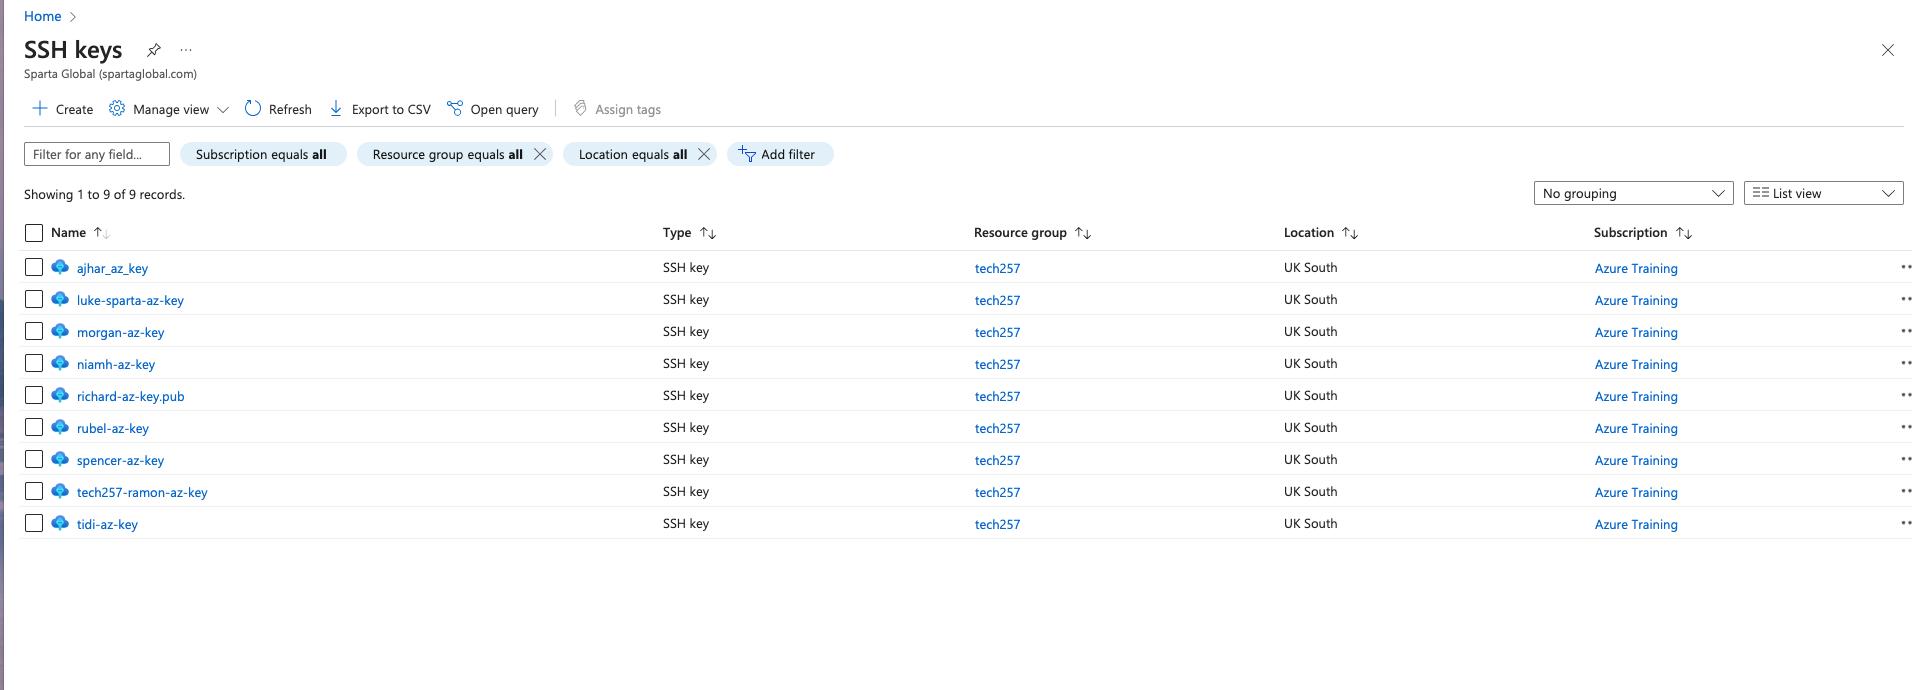 Home >
SSH keys ...
Sparta Global (spartaglobal.com)
Create Manage view Refresh Export to CSV Open query Assign tags
Filter for any field... Subscription equals all Resource group equals all Location equals all Add filter
Showing 1 to 9 of 9 records. No grouping List view
Name Type Resource group Location Subscription
ajhar_az_key SSH key tech257 UK South Azure Training
luke-sparta-az-key SSH key tech257 UK South Azure Training
morgan-az-key SSH key tech257 UK South Azure Training
niamh-az-key SSH key tech257 UK South Azure Training
richard-az-key.pub SSH key tech257 UK South Azure Training
rubel-az-key SSH key tech257 UK South Azure Training
spencer-az-key SSH key tech257 UK South Azure Training
tech257-ramon-az-key SSH key tech257 UK South Azure Training
tidi-az-key SSH key tech257 UK South Azure Training